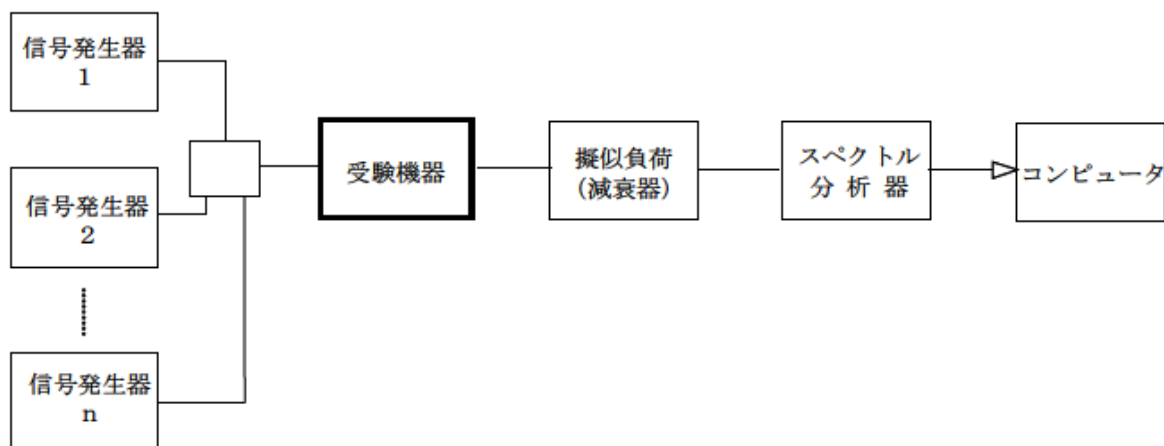 信号発生器
1
信号発生器
2
信号発生器
n
受験機器
擬似負荷
(減衰器)
スペクトル
分 析 器
コンピュータ